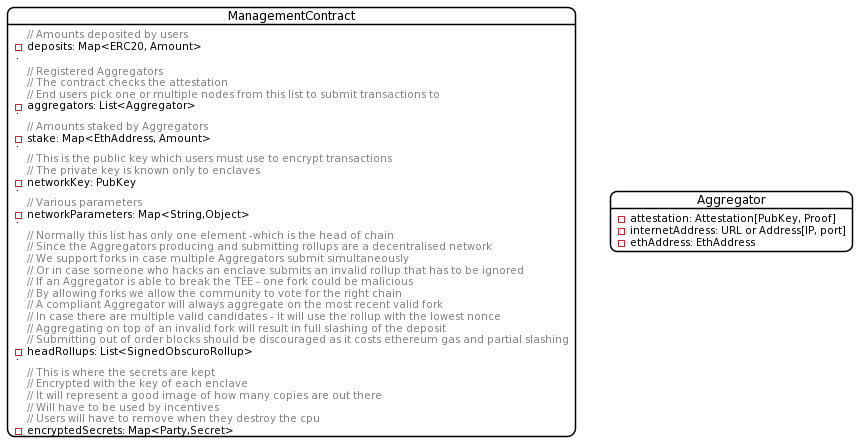 ManagementContract
// Amounts deposited by users
deposits: Map<ERC20, Amount>
// Registered Aggregators
// The contract checks the attestation
// End users pick one or multiple nodes from this list to submit transactions to
aggregators: List<Aggregator>
// Amounts staked by Aggregators
stake: Map<EthAddress, Amount>
// This is the public key which users must use to encrypt transactions
// The private key is known only to enclaves
networkKey: PubKey
// Various parameters
networkParameters: Map<String,Object>
// Normally this list has only one element -which is the head of chain
// Since the Aggregators producing and submitting rollups are a decentralised network
// We support forks in case multiple Aggregators submit simultaneously
// Or in case someone who hacks an enclave submits an invalid rollup that has to be ignored
// If an Aggregator is able to break the TEE - one fork could be malicious
// By allowing forks we allow the community to vote for the right chain
// A compliant Aggregator will always aggregate on the most recent valid fork
// In case there are multiple valid candidates - it will use the rollup with the lowest nonce
// Aggregating on top of an invalid fork will result in full slashing of the deposit
// Submitting out of order blocks should be discouraged as it costs ethereum gas and partial slashing
headRollups: List<SignedObscuroRollup>
// This is where the secrets are kept
// Encrypted with the key of each enclave
// It will represent a good image of how many copies are out there
// Will have to be used by incentives
// Users will have to remove when they destroy the cpu
encryptedSecrets: Map<Party,Secret>
Aggregator
attestation: Attestation[PubKey, Proof]
internetAddress: URL or Address[IP, port]
ethAddress: EthAddress